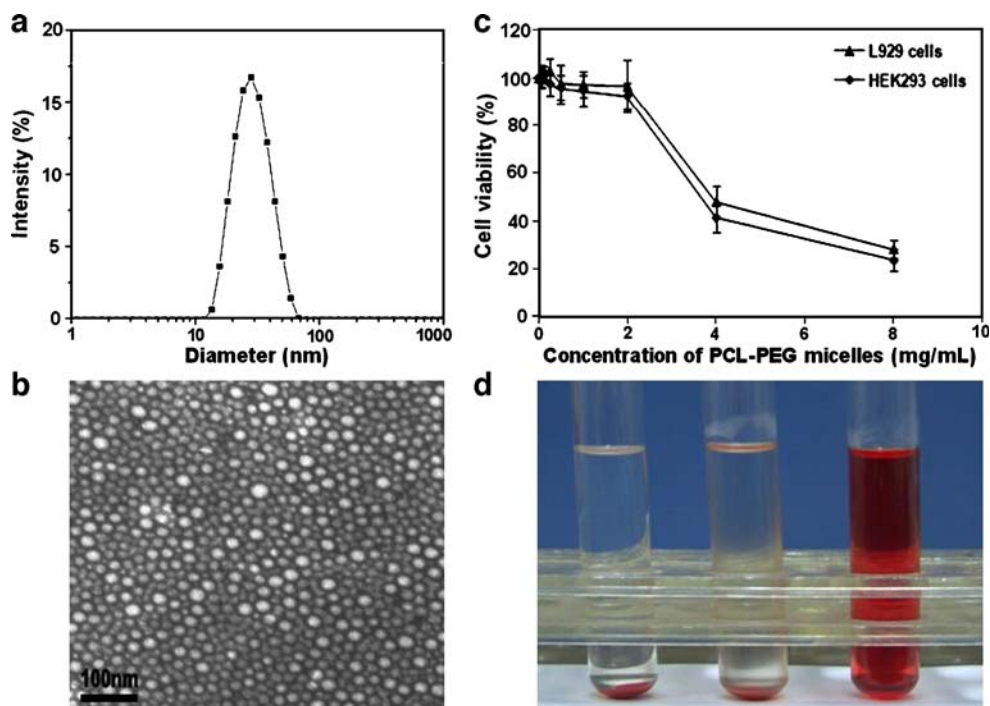 a
20
15
10
5
0
Intensity (%)
1
10
100
1000
Diameter (nm)
c
120
100
80
60
40
20
0
Cell viability (%)
L929 cells
HEK293 cells
0
2
4
6
8
10
Concentration of PCL-PEG micelles (mg/mL)
b
100nm
d